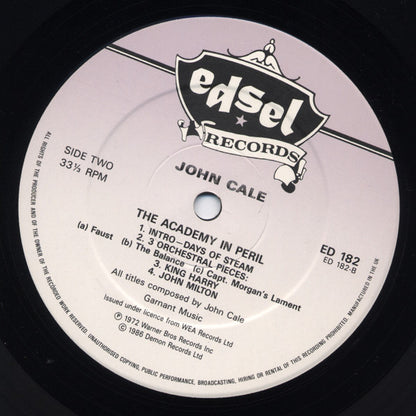 edsel
RECORDS
JOHN CALE
SIDE TWO
33⅓ RPM
THE ACADEMY IN PERIL
1. INTRO—DAYS OF STEAM
2. 3 ORCHESTRAL PIECES:
(a) Faust (b) The Balance (c) Capt. Morgan's Lament
3. KING HARRY
4. JOHN MILTON
ED 182
ED 182-B
All titles composed by John Cale
Garnant Music
Issued under licence from WEA Records Ltd
Ⓟ 1972 Warner Bros Records Inc
© 1986 Demon Records Ltd
ALL RIGHTS OF THE PRODUCER AND OF THE OWNER OF THE RECORDED WORK RESERVED. UNAUTHORISED COPYING, PUBLIC PERFORMANCE, BROADCASTING, HIRING OR RENTAL OF THIS RECORDING PROHIBITED. MANUFACTURED IN THE UK